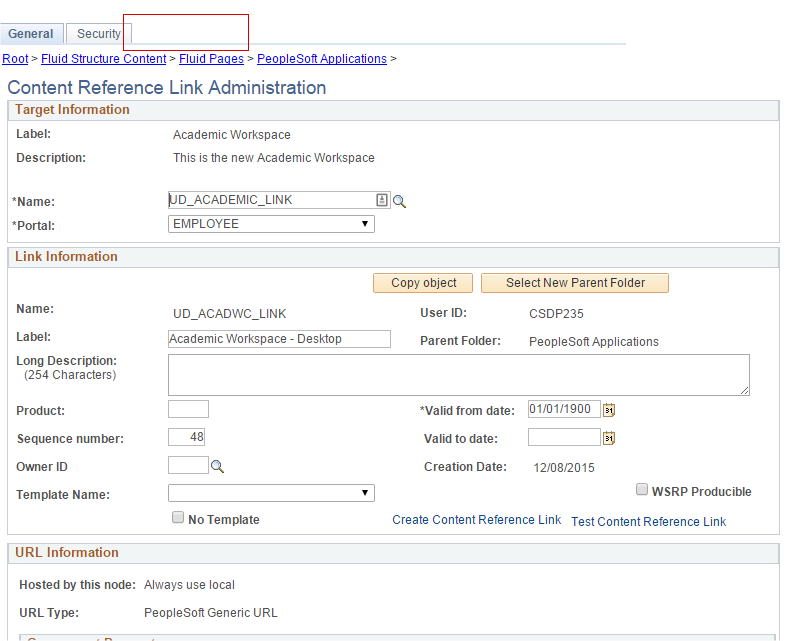 General Security
Root > Fluid Structure Content > Fluid Pages > PeopleSoft Applications >
Content Reference Link Administration
Target Information
Label: Academic Workspace
Description: This is the new Academic Workspace
*Name: UD_ACADEMIC_LINK
*Portal: EMPLOYEE
Link Information
Copy object Select New Parent Folder
Name: UD_ACADWC_LINK User ID: CSDP235
Label: Academic Workspace - Desktop Parent Folder: PeopleSoft Applications
Long Description:
(254 Characters)
Product: *Valid from date: 01/01/1900
Sequence number: 48 Valid to date:
Owner ID Creation Date: 12/08/2015
Template Name: WSRP Producible
No Template Create Content Reference Link Test Content Reference Link
URL Information
Hosted by this node: Always use local
URL Type: PeopleSoft Generic URL